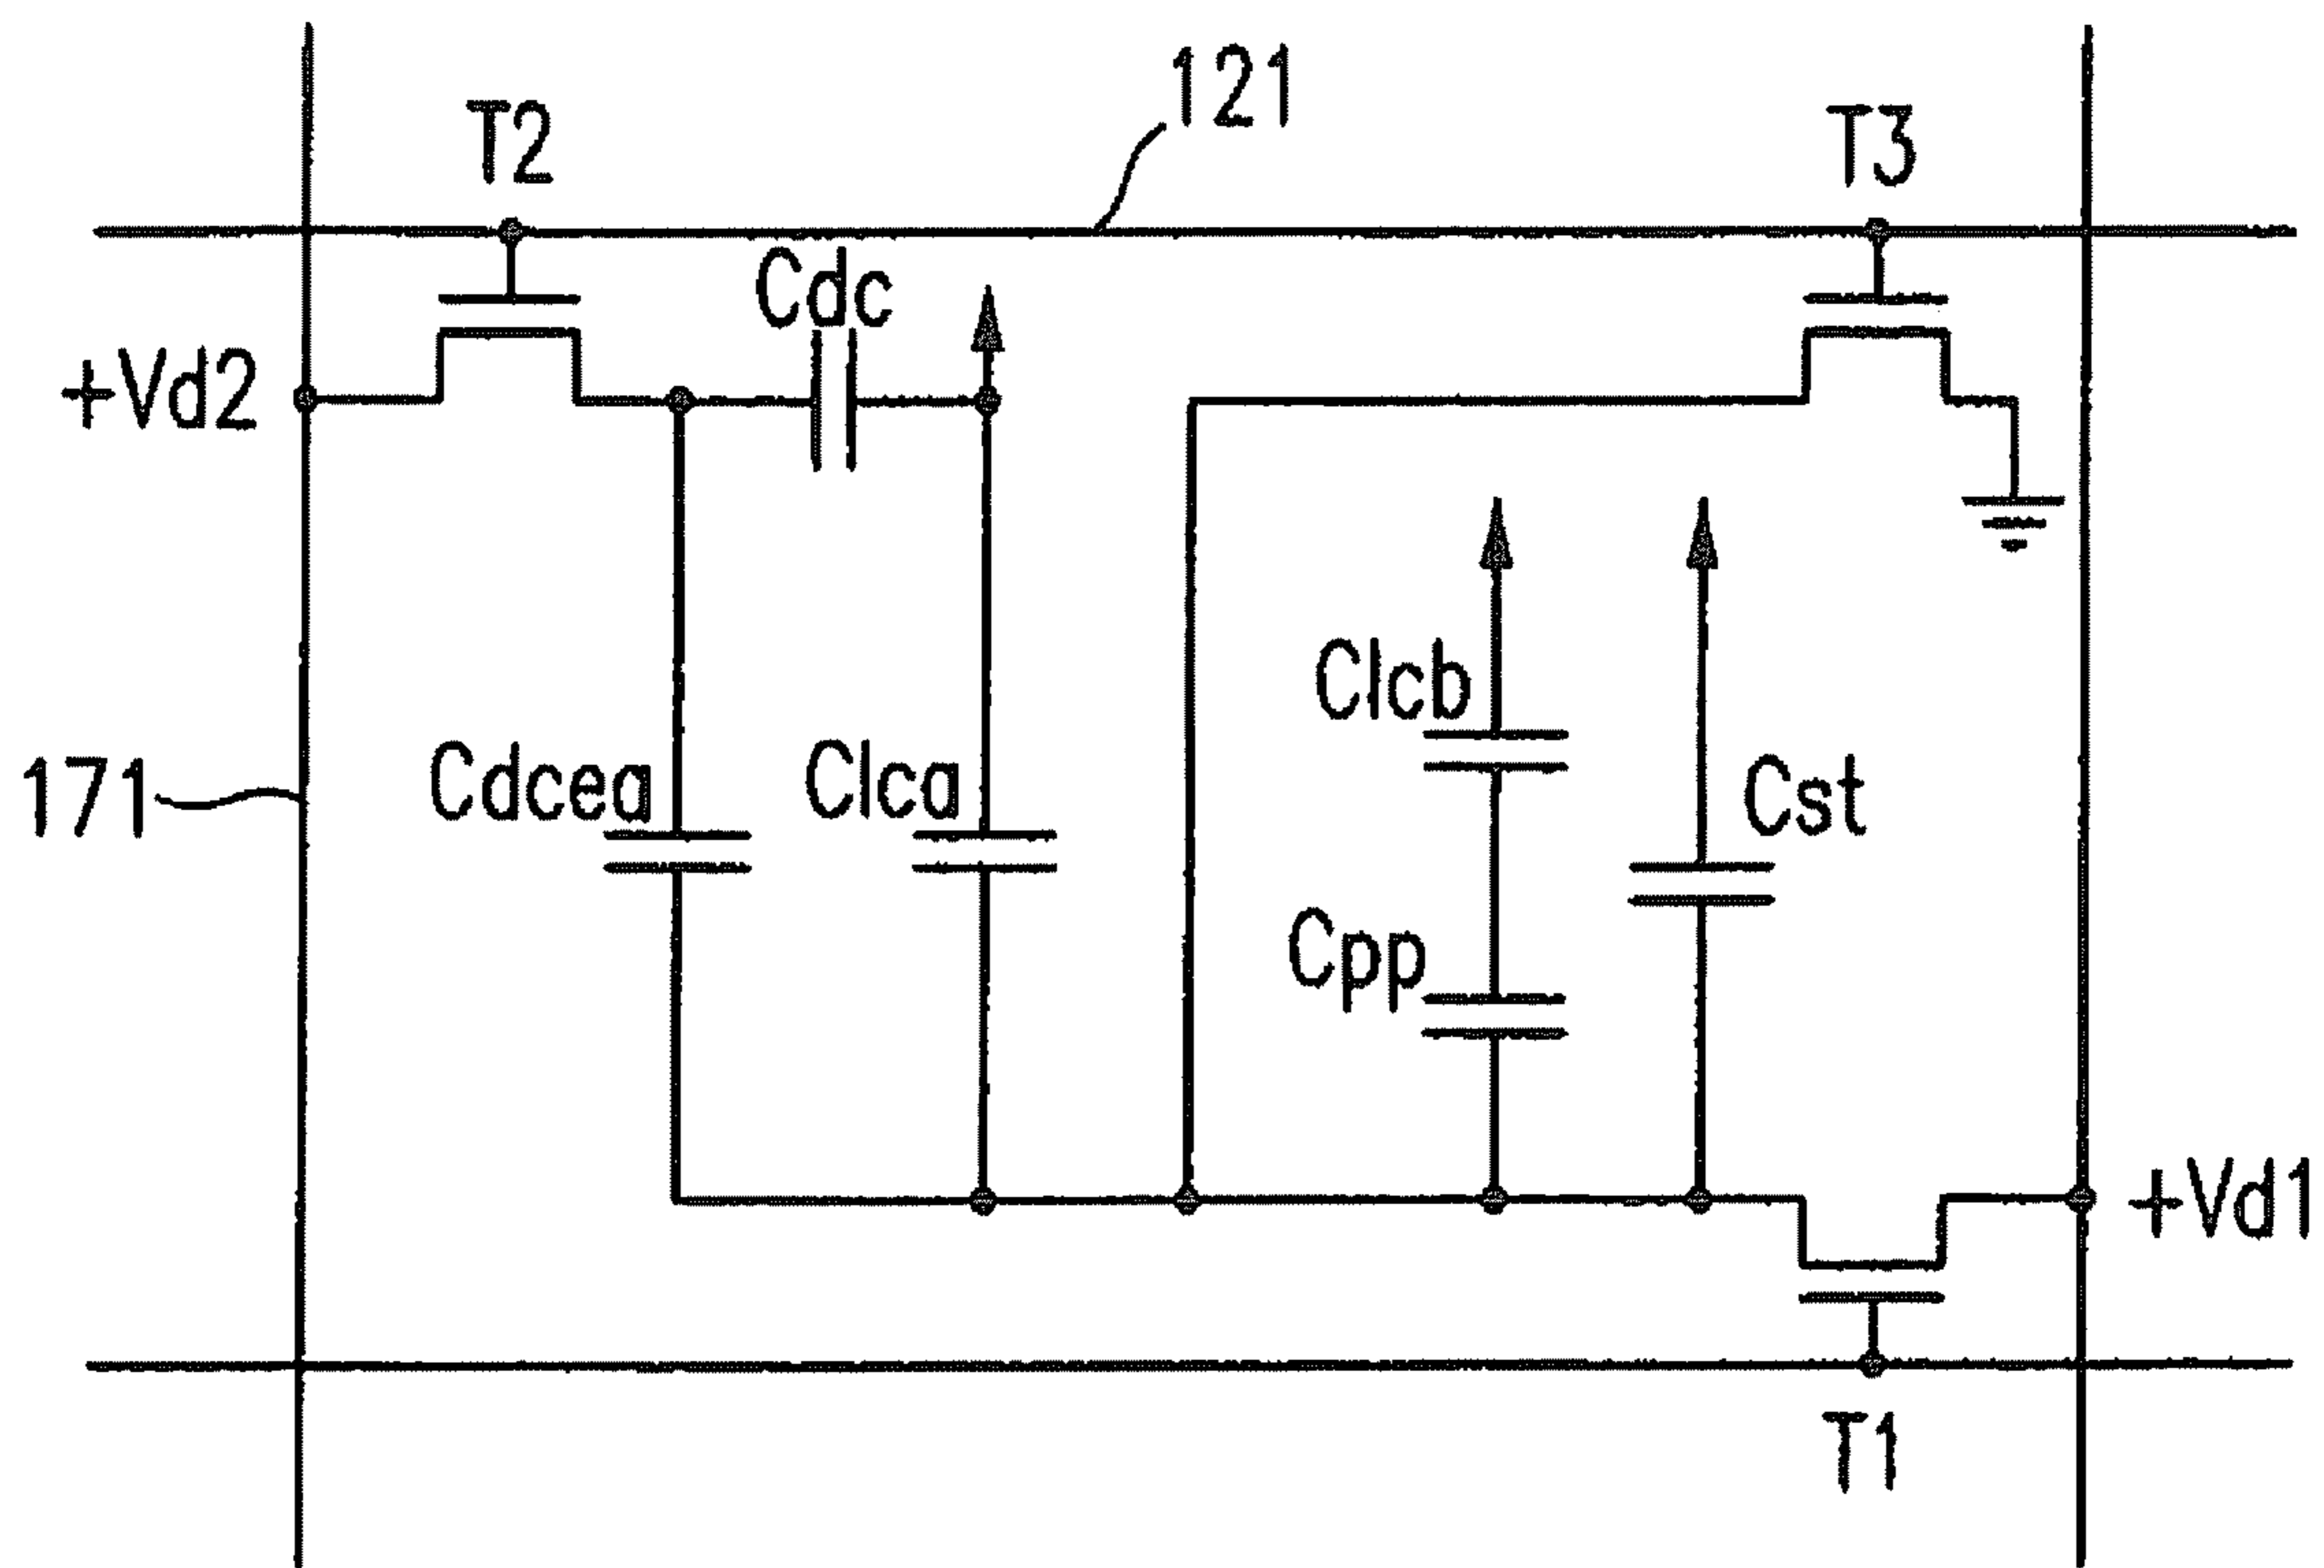 121
T2
T3
Cdc
+Vd2
Clcb
Cdcea
Clca
Cst
171
Cpp
+Vd1
T1